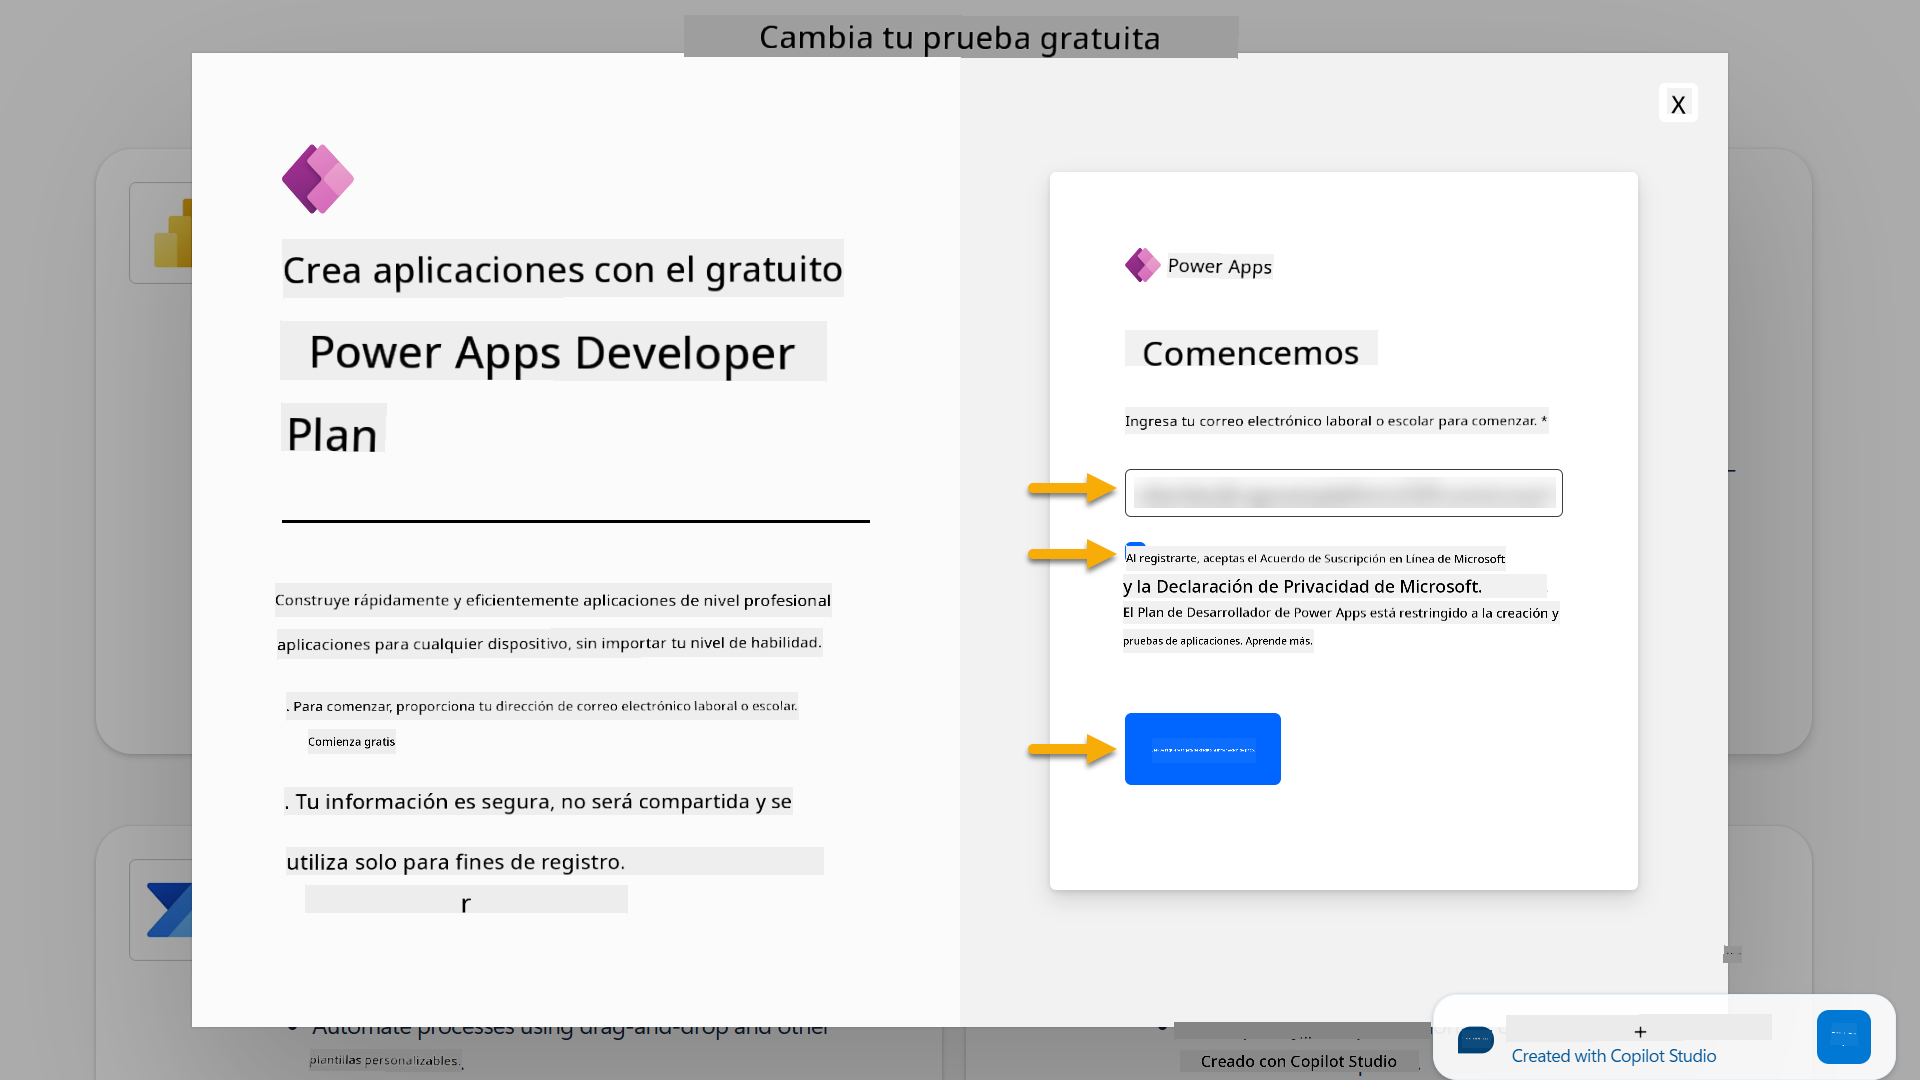 Cambia tu prueba gratuita
X
Crea aplicaciones con el gratuito
Power Apps Developer
Plan
Construye rápidamente y eficientemente aplicaciones de nivel profesional
aplicaciones para cualquier dispositivo, sin importar tu nivel de habilidad.
. Para comenzar, proporciona tu dirección de correo electrónico laboral o escolar.
Comienza gratis
. Tu información es segura, no será compartida y se
utiliza solo para fines de registro.
r
Power Apps
Comencemos
Ingresa tu correo electrónico laboral o escolar para comenzar. *
Al registrarte, aceptas el Acuerdo de Suscripción en Línea de Microsoft
y la Declaración de Privacidad de Microsoft.
El Plan de Desarrollador de Power Apps está restringido a la creación y
pruebas de aplicaciones. Aprende más.
Automate processes using drag-and-drop and other
plantillas personalizables.
Creado con Copilot Studio
+
Created with Copilot Studio